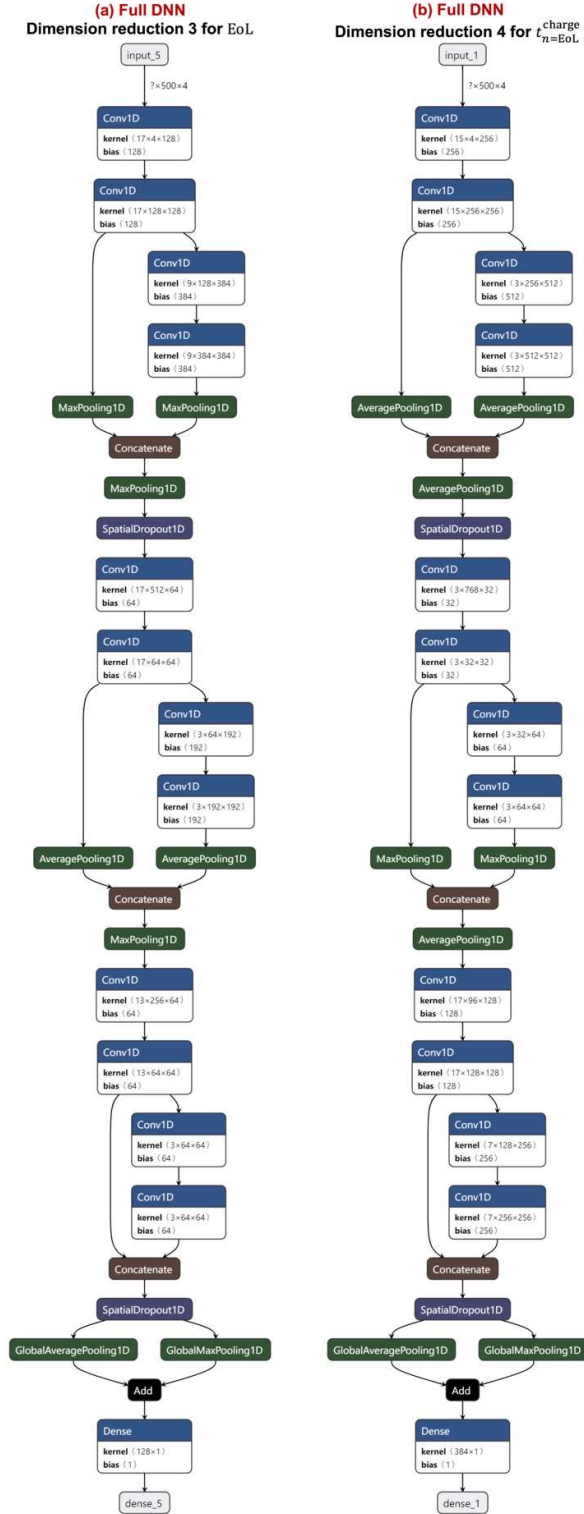 (a) Full DNN
Dimension reduction 3 for EoL
input_5
?×500×4
Conv1D
kernel (17×4×128)
bias (128)
Conv1D
kernel (17×128×128)
bias (128)
Conv1D
kernel (9×128×384)
bias (384)
Conv1D
kernel (9×384×384)
bias (384)
MaxPooling1D
MaxPooling1D
Concatenate
MaxPooling1D
SpatialDropout1D
Conv1D
kernel (17×512×64)
bias (64)
Conv1D
kernel (17×64×64)
bias (64)
Conv1D
kernel (3×64×192)
bias (192)
Conv1D
kernel (3×192×192)
bias (192)
AveragePooling1D
AveragePooling1D
Concatenate
MaxPooling1D
Conv1D
kernel (13×256×64)
bias (64)
Conv1D
kernel (13×64×64)
bias (64)
Conv1D
kernel (3×64×64)
bias (64)
Conv1D
kernel (3×64×64)
bias (64)
Concatenate
SpatialDropout1D
GlobalAveragePooling1D
GlobalMaxPooling1D
Add
Dense
kernel (128×1)
bias (1)
dense_5
(b) Full DNN
Dimension reduction 4 for t_{n=EoL}^{charge}
input_1
?×500×4
Conv1D
kernel (15×4×256)
bias (256)
Conv1D
kernel (15×256×256)
bias (256)
Conv1D
kernel (3×256×512)
bias (512)
Conv1D
kernel (3×512×512)
bias (512)
AveragePooling1D
AveragePooling1D
Concatenate
AveragePooling1D
SpatialDropout1D
Conv1D
kernel (3×768×32)
bias (32)
Conv1D
kernel (3×32×32)
bias (32)
Conv1D
kernel (3×32×64)
bias (64)
Conv1D
kernel (3×64×64)
bias (64)
MaxPooling1D
MaxPooling1D
Concatenate
AveragePooling1D
Conv1D
kernel (17×96×128)
bias (128)
Conv1D
kernel (17×128×128)
bias (128)
Conv1D
kernel (7×128×256)
bias (256)
Conv1D
kernel (7×256×256)
bias (256)
Concatenate
SpatialDropout1D
GlobalAveragePooling1D
GlobalMaxPooling1D
Add
Dense
kernel (384×1)
bias (1)
dense_1